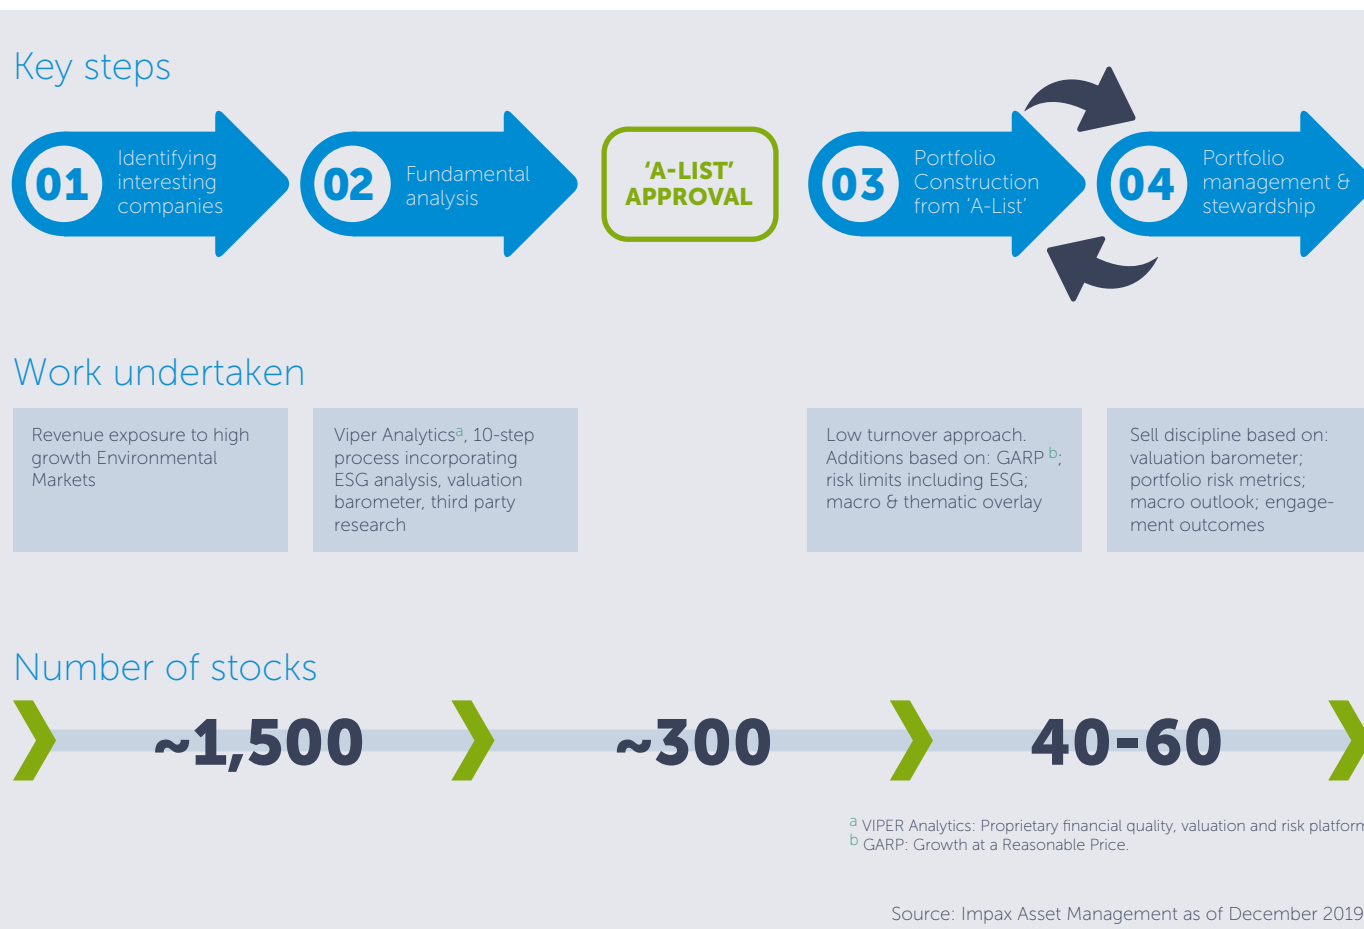 Key steps
01
Identifying
interesting
companies
02
Fundamental
analysis
‘A-LIST’
APPROVAL
03
Portfolio
Construction
from ‘A-List’
04
Portfolio
management &
stewardship
Work undertaken
Revenue exposure to high
growth Environmental
Markets
Viper Analyticsa, 10-step
process incorporating
ESG analysis, valuation
barometer, third party
research
Low turnover approach.
Additions based on: GARP b;
risk limits including ESG;
macro & thematic overlay
Sell discipline based on:
valuation barometer;
portfolio risk metrics;
macro outlook; engage-
ment outcomes
Number of stocks
~1,500
~300
40-60
a VIPER Analytics: Proprietary financial quality, valuation and risk platform
b GARP: Growth at a Reasonable Price.
Source: Impax Asset Management as of December 2019